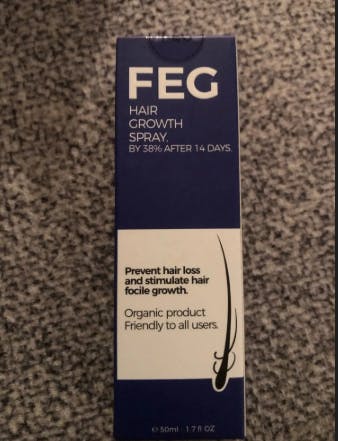 FEG
HAIR
GROWTH
SPRAY.
BY 38% AFTER 14 DAYS.
Prevent hair loss
and stimulate hair
focile growth.
Organic product
Friendly to all users.
℮ 50ml · 1.7 fl OZ